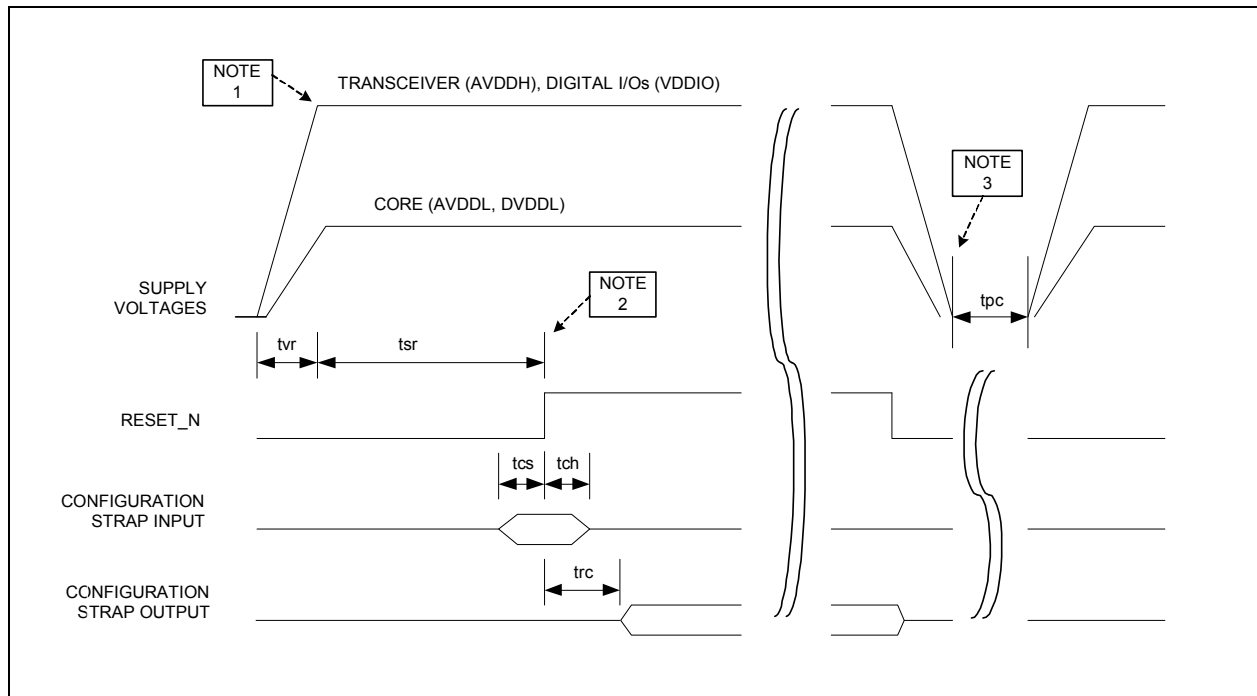 NOTE
1
TRANSCEIVER (AVDDH), DIGITAL I/Os (VDDIO)
NOTE
3
CORE (AVDDL, DVDDL)
SUPPLY
VOLTAGES
NOTE
2
tpc
tvr
tsr
RESET_N
tcs
tch
CONFIGURATION
STRAP INPUT
trc
CONFIGURATION
STRAP OUTPUT